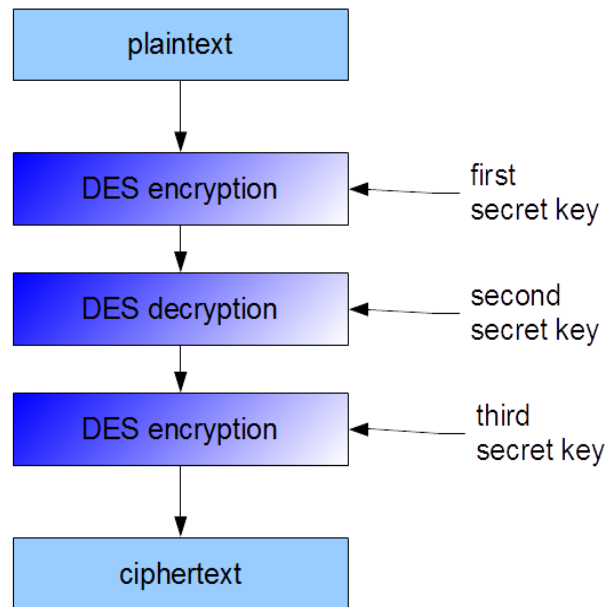 plaintext
DES encryption
first
secret key
DES decryption
second
secret key
DES encryption
third
secret key
ciphertext